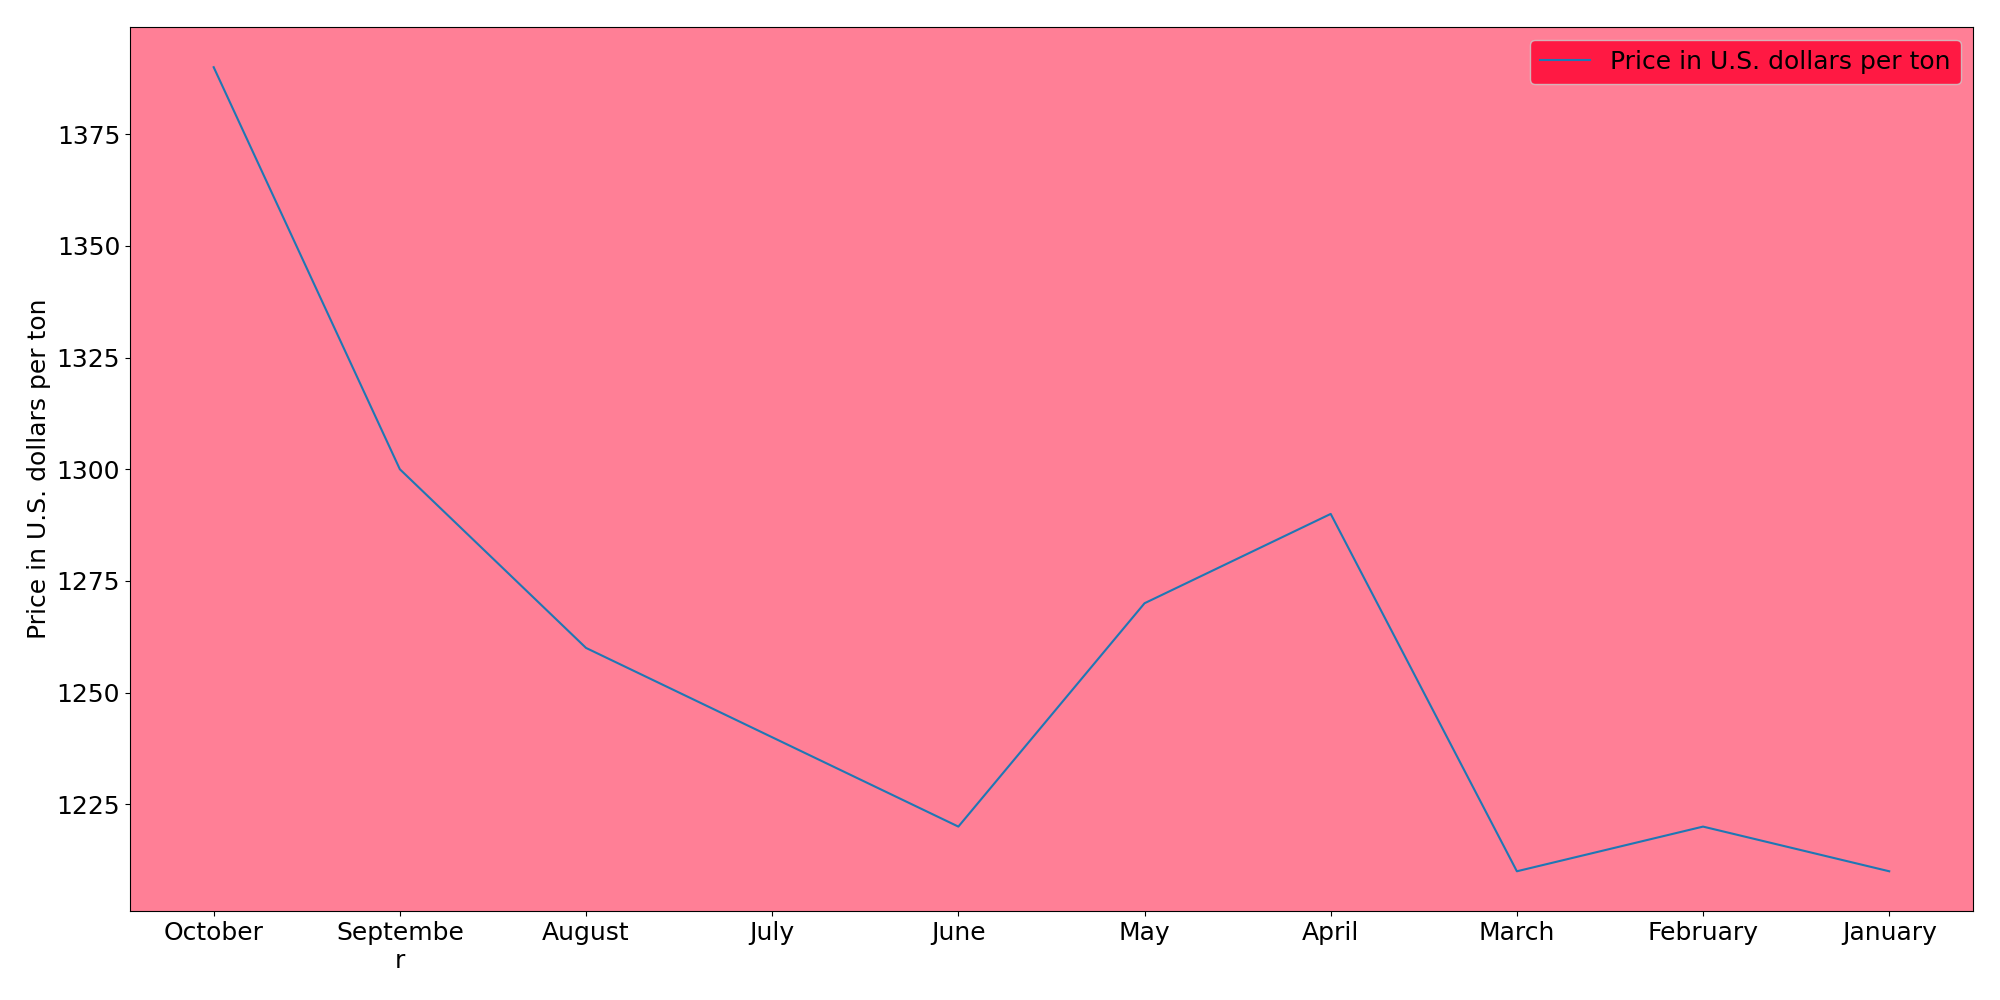 Price in U.S. dollars per ton
Price in U.S. dollars per ton
1375
1350
1325
1300
1275
1250
1225
October
Septembe
r
August
July
June
May
April
March
February
January